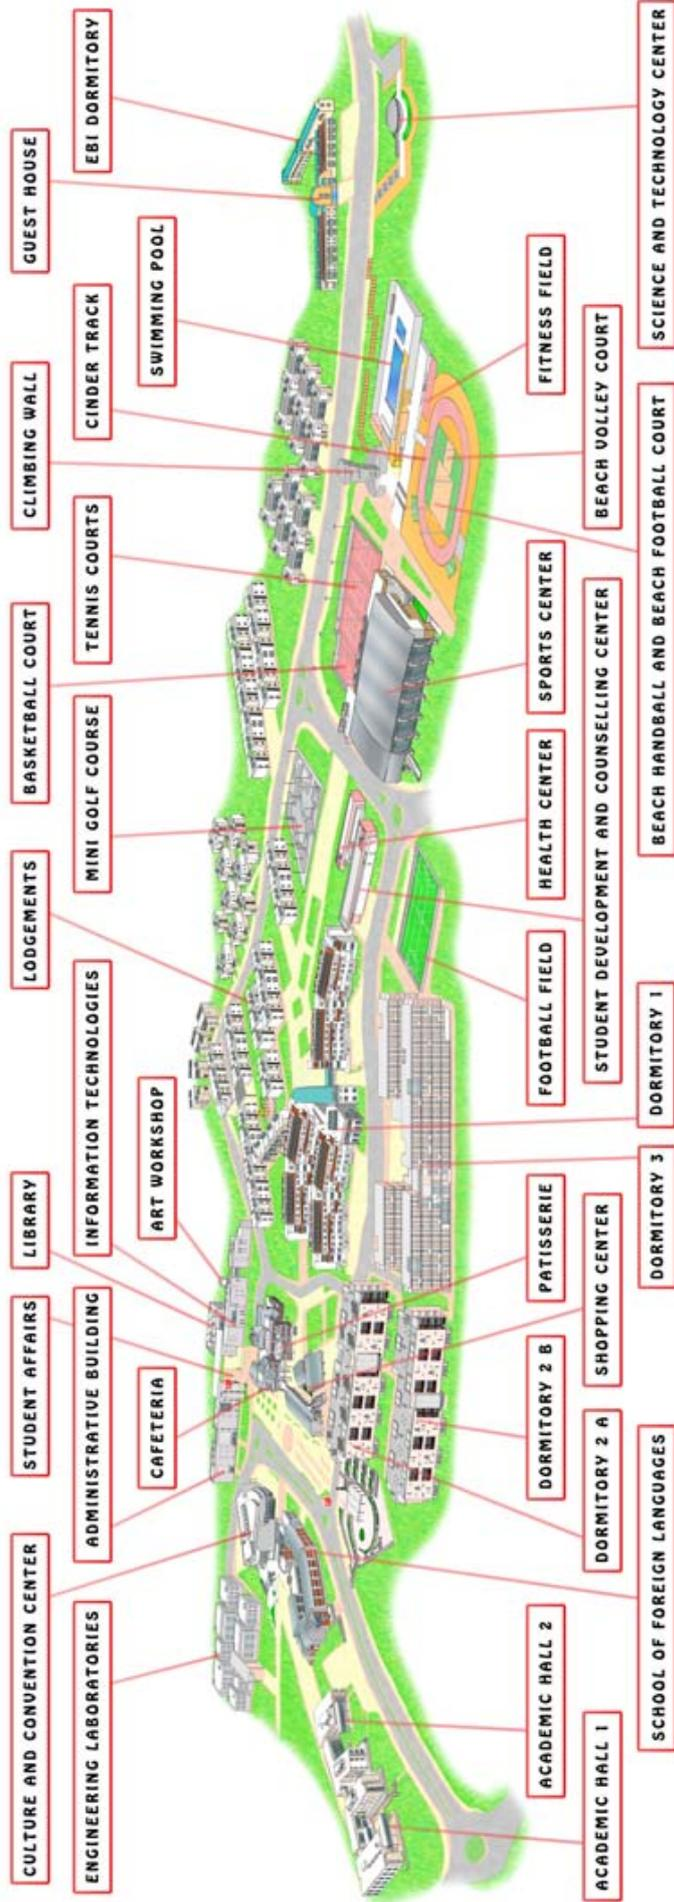 CULTURE AND CONVENTION CENTER
STUDENT AFFAIRS
LIBRARY
LODGEMENTS
BASKETBALL COURT
CLIMBING WALL
GUEST HOUSE
ENGINEERING LABORATORIES
ADMINISTRATIVE BUILDING
INFORMATION TECHNOLOGIES
MINI GOLF COURSE
TENNIS COURTS
CINDER TRACK
EBI DORMITORY
CAFETERIA
ART WORKSHOP
SWIMMING POOL
ACADEMIC HALL 2
DORMITORY 2 B
PATISSERIE
FOOTBALL FIELD
HEALTH CENTER
SPORTS CENTER
FITNESS FIELD
ACADEMIC HALL 1
DORMITORY 2 A
SHOPPING CENTER
STUDENT DEVELOPMENT AND COUNSELLING CENTER
BEACH VOLLEY COURT
SCHOOL OF FOREIGN LANGUAGES
DORMITORY 3
DORMITORY 1
BEACH HANDBALL AND BEACH FOOTBALL COURT
SCIENCE AND TECHNOLOGY CENTER